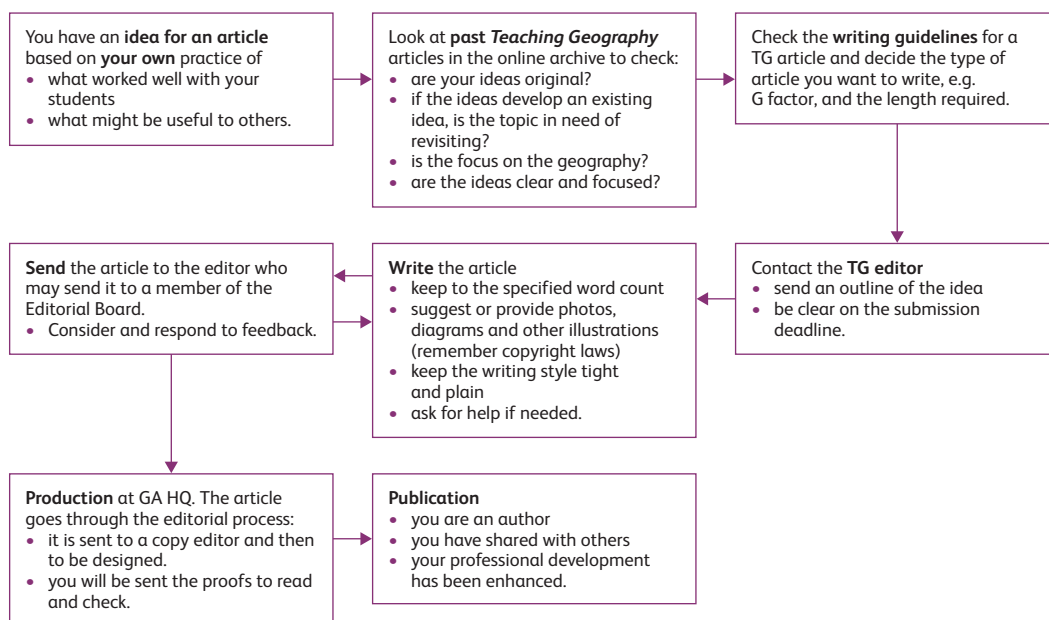 You have an idea for an article
based on your own practice of
• what worked well with your
students
• what might be useful to others.
Look at past Teaching Geography
articles in the online archive to check:
• are your ideas original?
• if the ideas develop an existing
idea, is the topic in need of
revisiting?
• is the focus on the geography?
• are the ideas clear and focused?
Check the writing guidelines for a
TG article and decide the type of
article you want to write, e.g.
G factor, and the length required.
Contact the TG editor
• send an outline of the idea
• be clear on the submission
deadline.
Write the article
• keep to the specified word count
• suggest or provide photos,
diagrams and other illustrations
(remember copyright laws)
• keep the writing style tight
and plain
• ask for help if needed.
Send the article to the editor who
may send it to a member of the
Editorial Board.
• Consider and respond to feedback.
Production at GA HQ. The article
goes through the editorial process:
• it is sent to a copy editor and then
to be designed.
• you will be sent the proofs to read
and check.
Publication
• you are an author
• you have shared with others
• your professional development
has been enhanced.